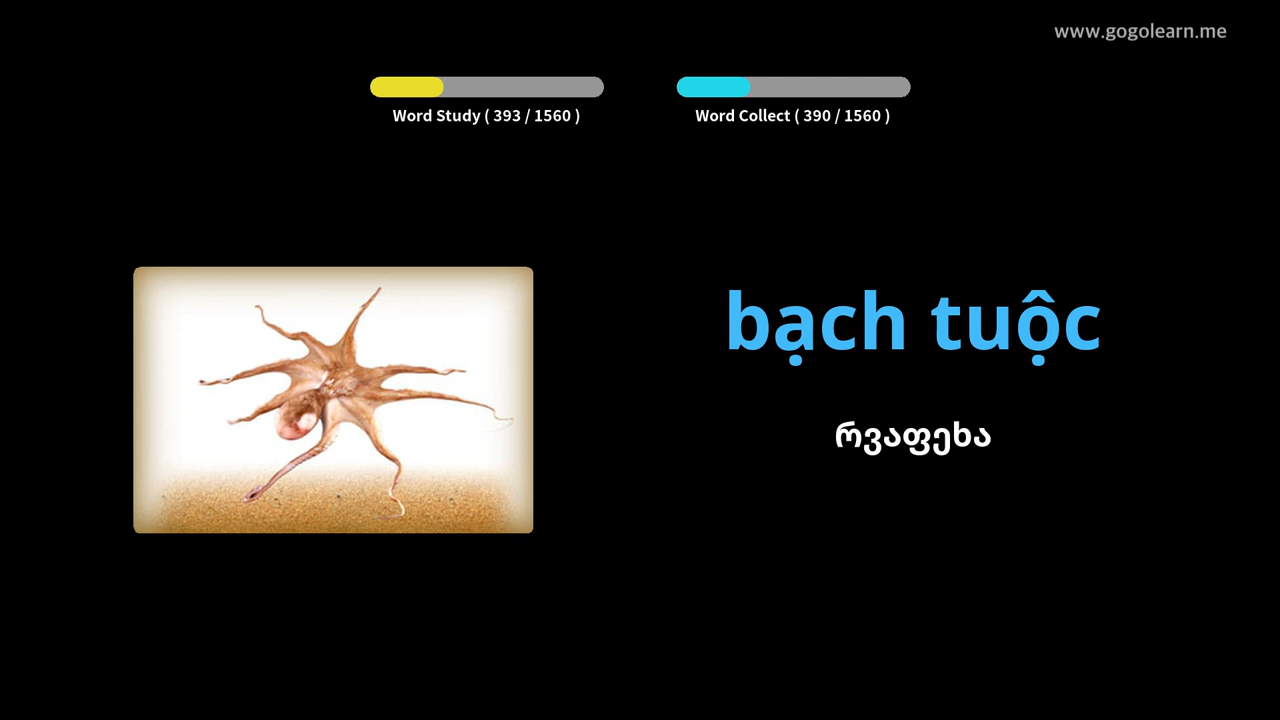 www.gogolearn.me
Word Study ( 393 / 1560 )
Word Collect ( 390 / 1560 )
bạch tuộc
რვაფეხა